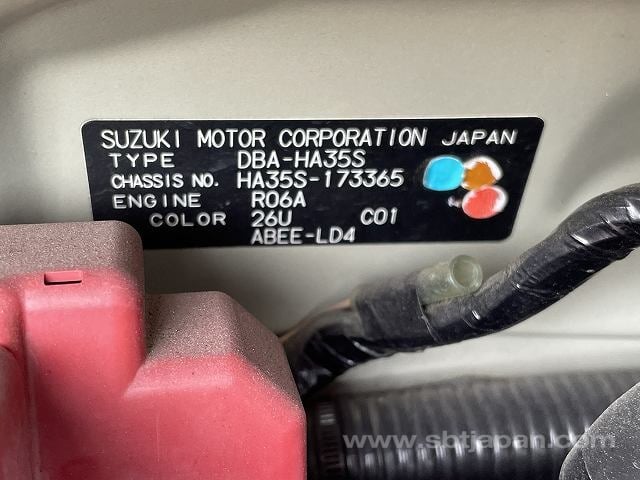 SUZUKI MOTOR CORPORATION JAPAN
TYPE DBA-HA35S
CHASSIS NO. HA35S-173365
ENGINE R06A
COLOR 26U C01
ABEE-LD4
www.sbtjapan.com